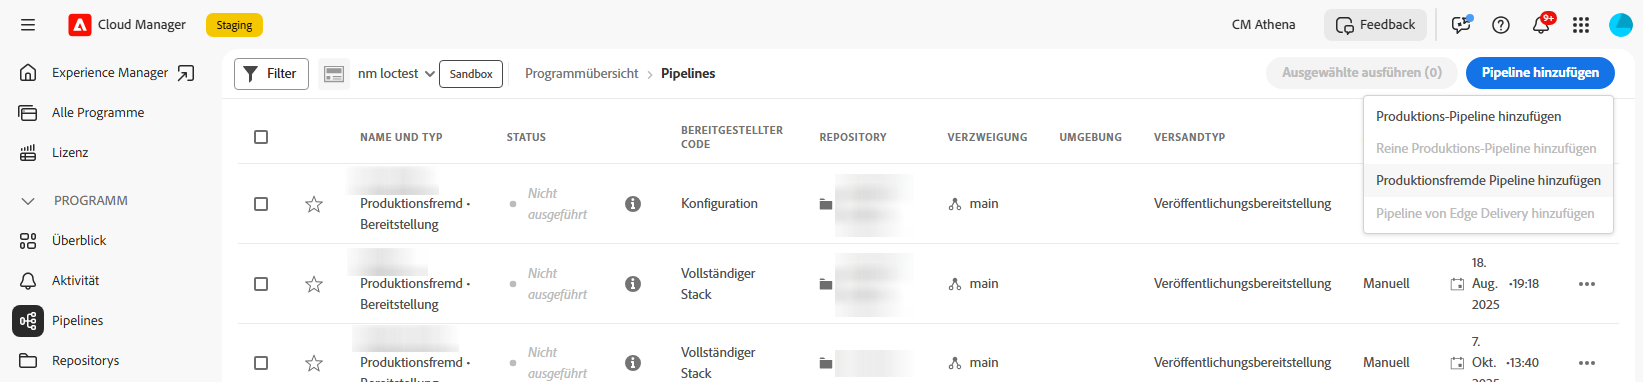 Cloud Manager
Staging
CM Athena
Feedback
9+
Experience Manager
Alle Programme
Lizenz
PROGRAMM
Überblick
Aktivität
Pipelines
Repositorys
Filter
nm loctest
Sandbox
Programmübersicht > Pipelines
Ausgewählte ausführen (0)
Pipeline hinzufügen
Produktions-Pipeline hinzufügen
Reine Produktions-Pipeline hinzufügen
Produktionsfremde Pipeline hinzufügen
Pipeline von Edge Delivery hinzufügen
NAME UND TYP
STATUS
BEREITGESTELLTER
CODE
REPOSITORY
VERZWEIGUNG
UMGEBUNG
VERSANDTYP
Produktionsfremd •
Bereitstellung
Nicht
ausgeführt
Konfiguration
main
Veröffentlichungsbereitstellung
Produktionsfremd •
Bereitstellung
Nicht
ausgeführt
Vollständiger
Stack
main
Veröffentlichungsbereitstellung
Manuell
18.
Aug. •19:18
2025
Produktionsfremd •
Bereitstellung
Nicht
ausgeführt
Vollständiger
Stack
main
Veröffentlichungsbereitstellung
Manuell
7.
Okt. •13:40
2025